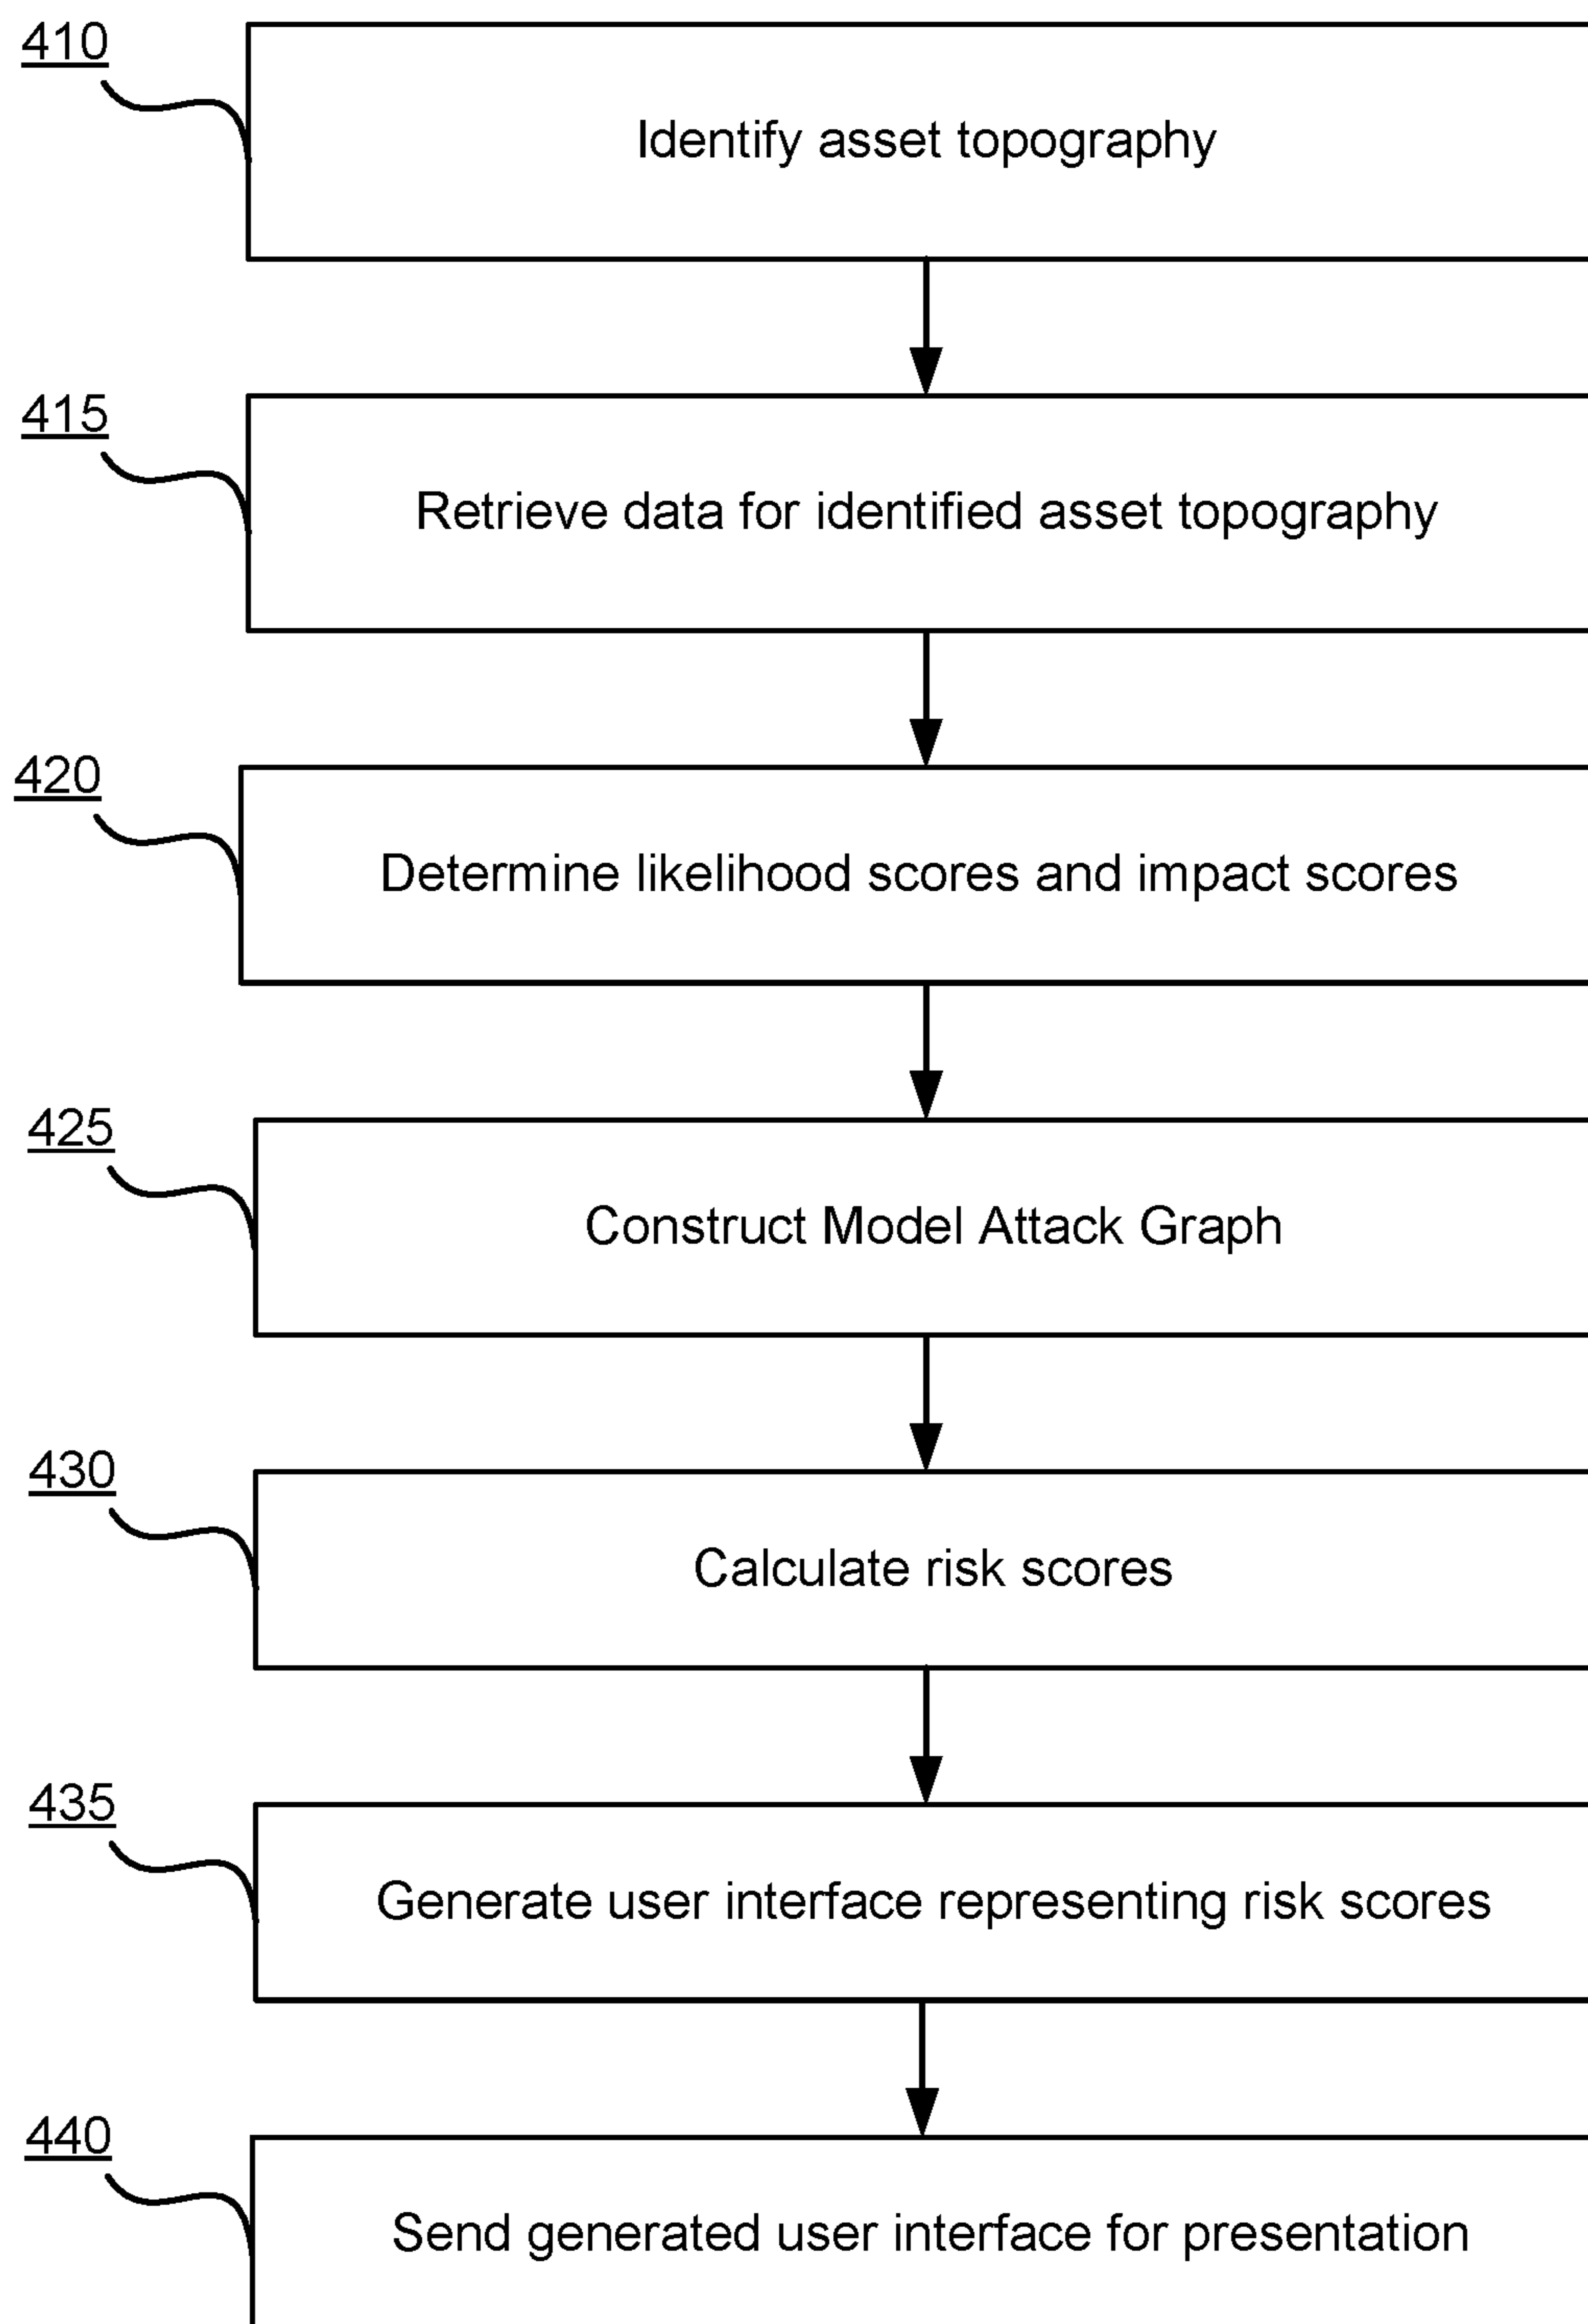 410
Identify asset topography
415
Retrieve data for identified asset topography
420
Determine likelihood scores and impact scores
425
Construct Model Attack Graph
430
Calculate risk scores
435
Generate user interface representing risk scores
440
Send generated user interface for presentation